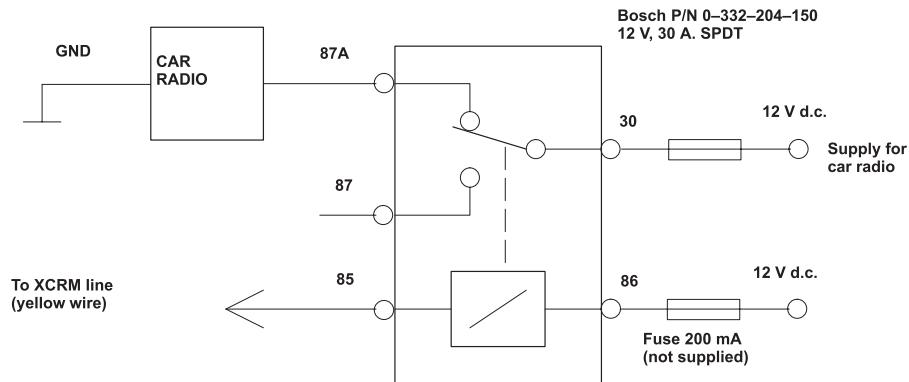 Bosch P/N 0–332–204–150
12 V, 30 A. SPDT
GND
87A
CAR
RADIO
30
12 V d.c.
Supply for
car radio
87
To XCRM line
(yellow wire)
85
86
12 V d.c.
Fuse 200 mA
(not supplied)